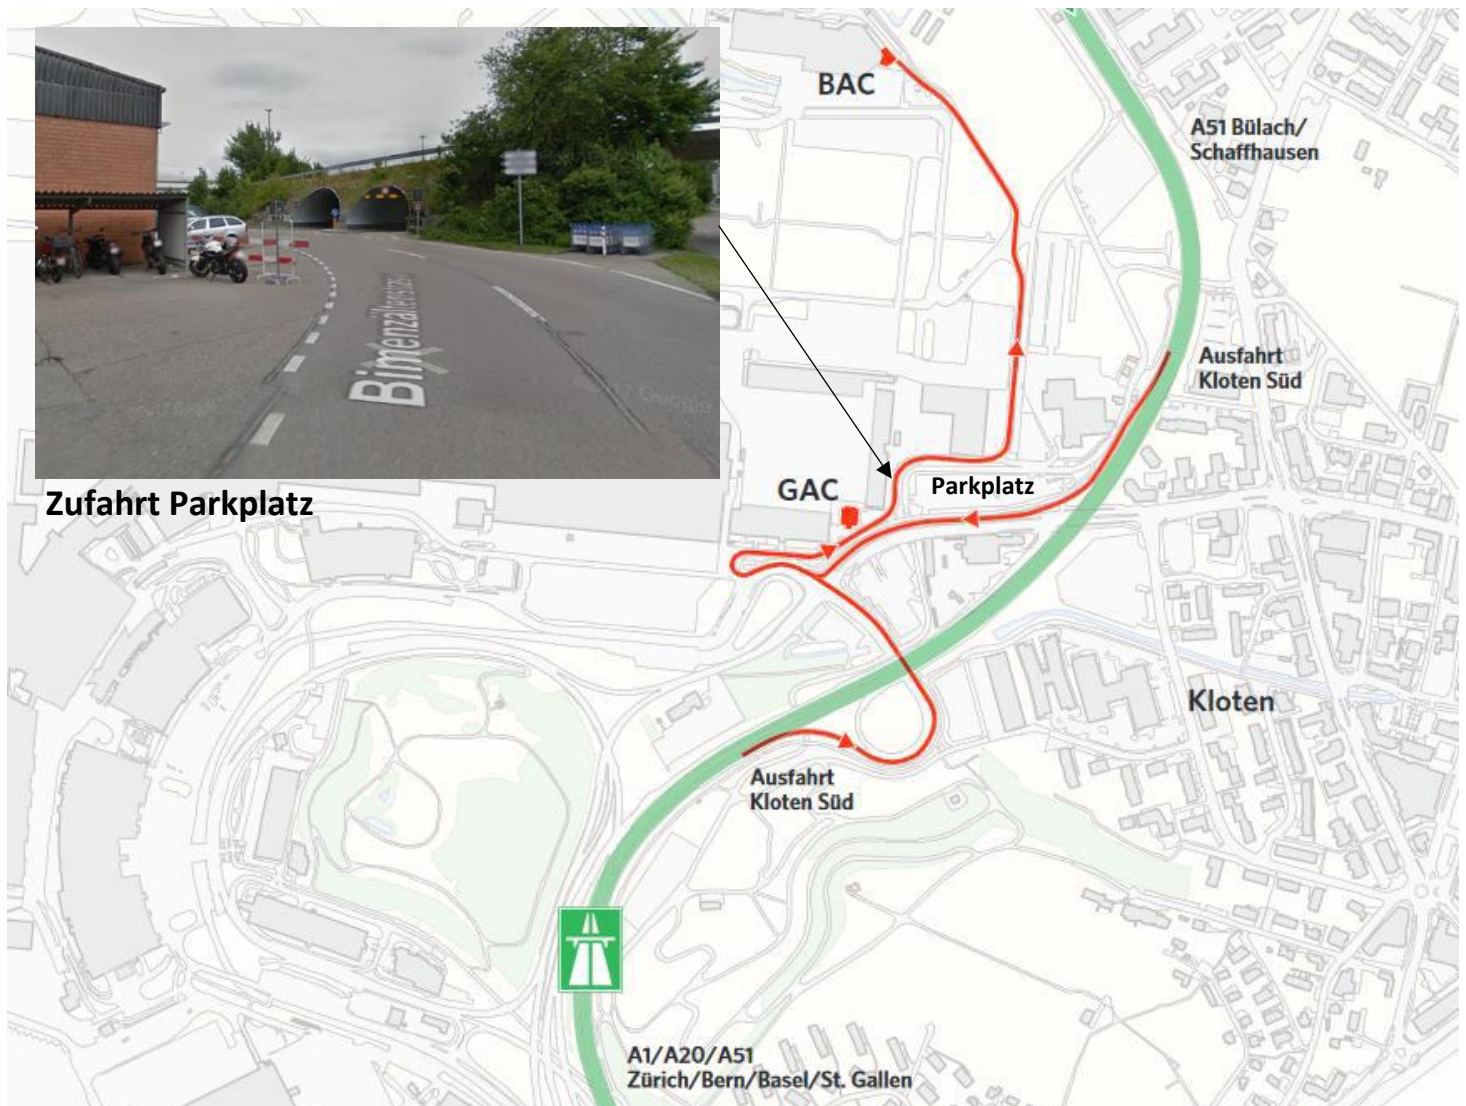 BAC
A51 Bülach/
Schaffhausen
Ausfahrt
Kloten Süd
Parkplatz
GAC
Zufahrt Parkplatz
Kloten
Ausfahrt
Kloten Süd
A1/A20/A51
Zürich/Bern/Basel/St. Gallen